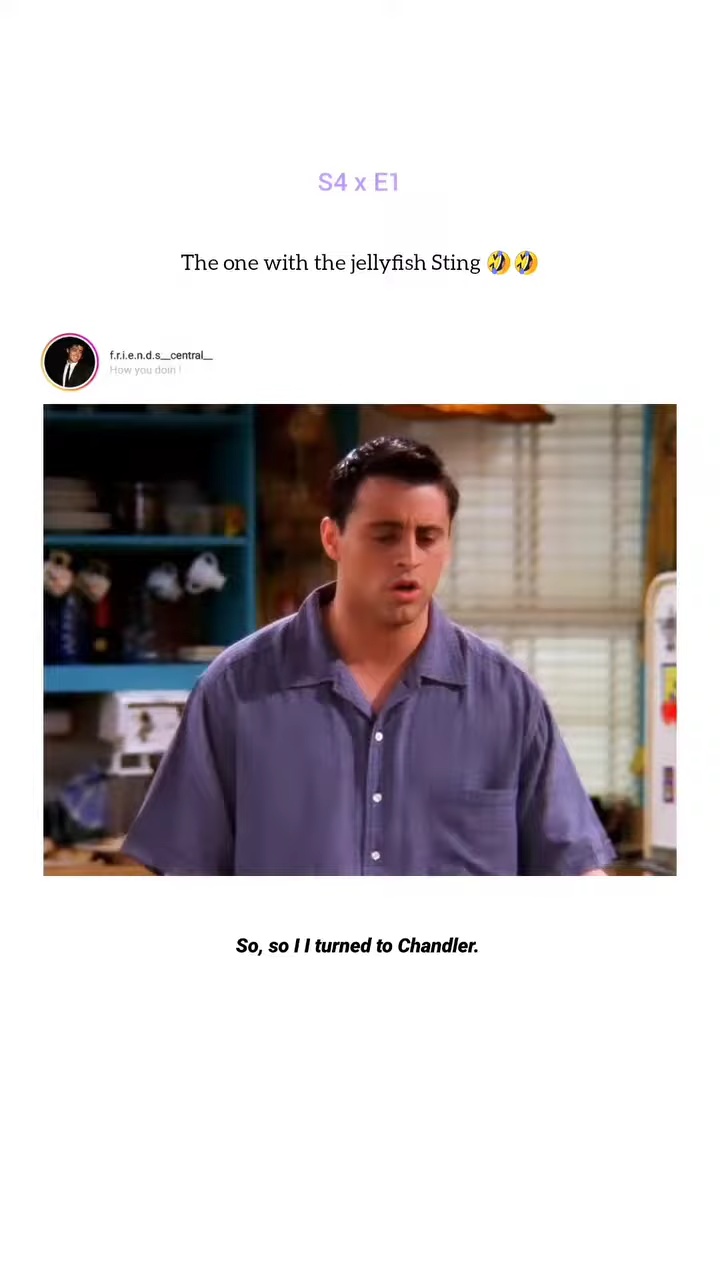 S4 x E1
The one with the jellyfish Sting 🤣🤣
f.r.i.e.n.d.s__central__
How you doin !
So, so I I turned to Chandler.